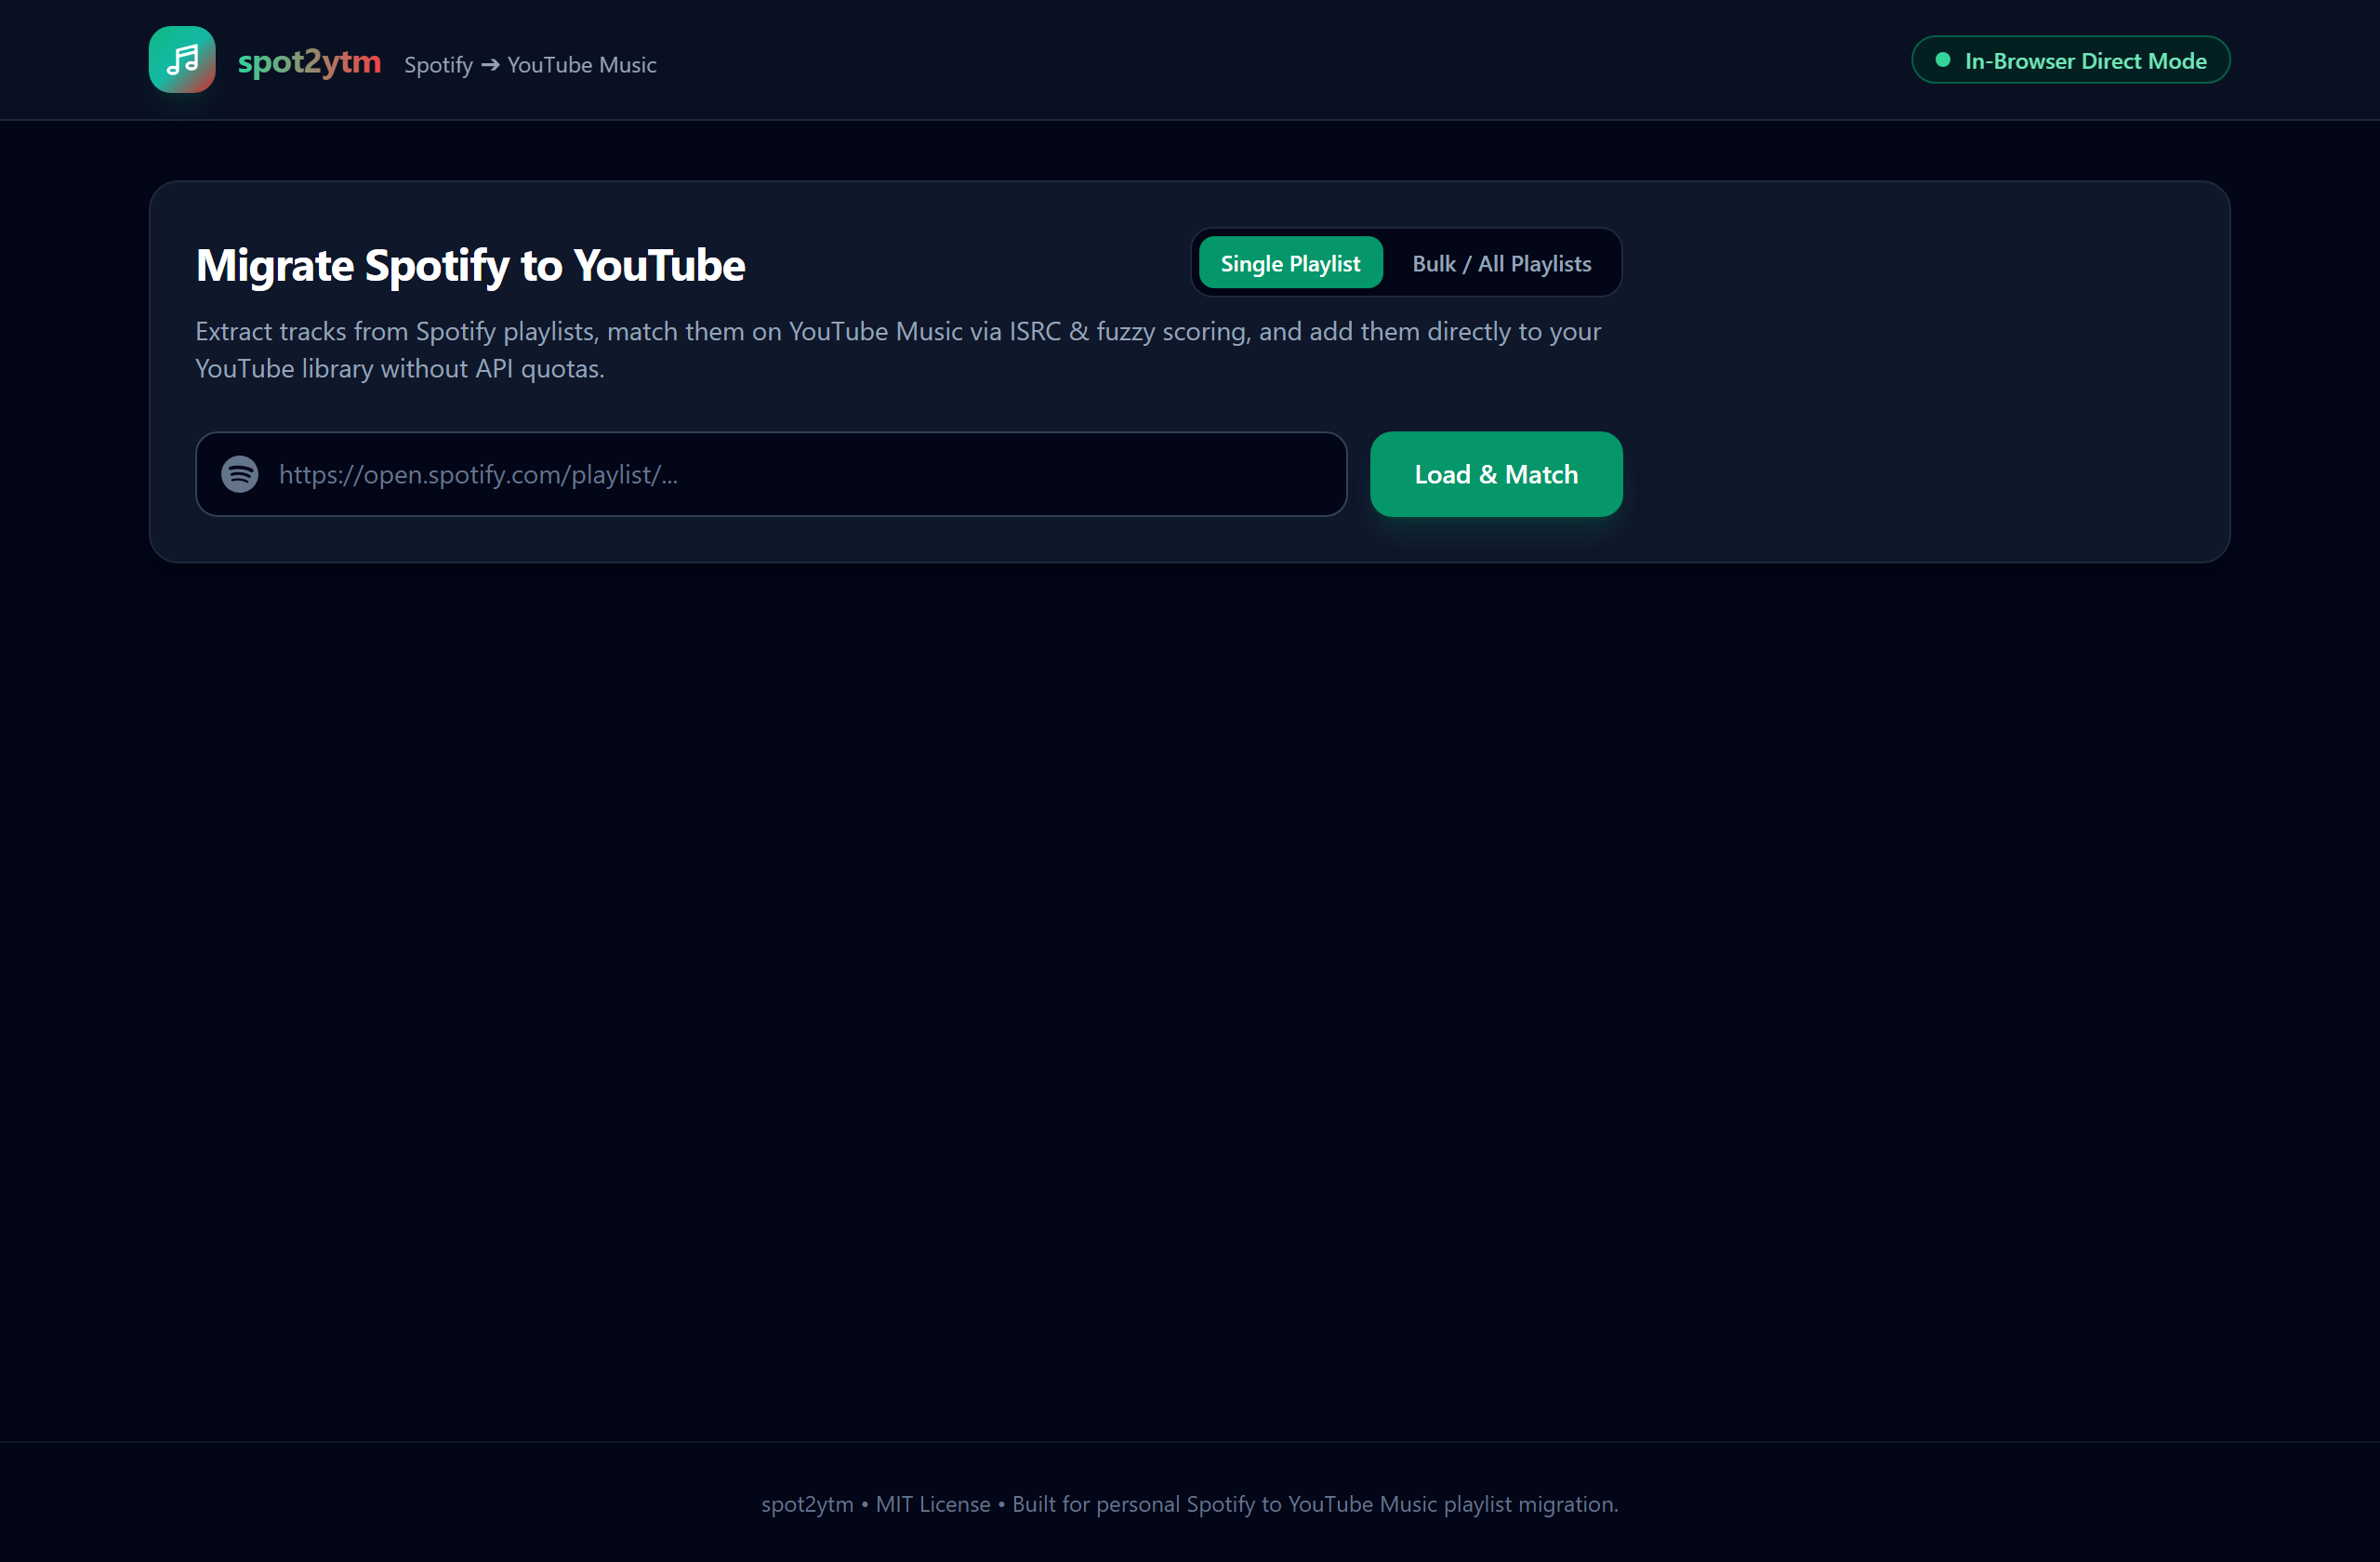 spot2ytm Spotify ➔ YouTube Music
In-Browser Direct Mode
Migrate Spotify to YouTube
Single Playlist
Bulk / All Playlists
Extract tracks from Spotify playlists, match them on YouTube Music via ISRC & fuzzy scoring, and add them directly to your
YouTube library without API quotas.
https://open.spotify.com/playlist/...
Load & Match
spot2ytm • MIT License • Built for personal Spotify to YouTube Music playlist migration.